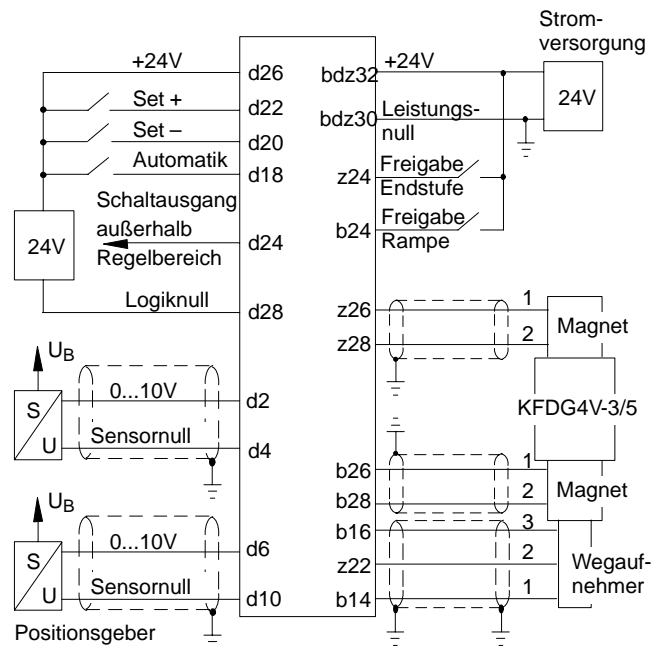 Strom-
versorgung
24V
+24V
d26
bdz32
+24V
Set +
d22
Set –
d20
bdz30
Leistungs-
null
Automatik
d18
z24
Freigabe
Endstufe
Schaltausgang
außerhalb
Regelbereich
d24
b24
Freigabe
Rampe
24V
Logiknull
d28
z26
1
z28
2
Magnet
UB
S
U
0...10V
d2
Sensornull
d4
KFDG4V-3/5
b26
1
b28
2
Magnet
UB
S
U
0...10V
d6
Sensornull
d10
b16
3
z22
2
b14
1
Wegauf-
nehmer
Positionsgeber